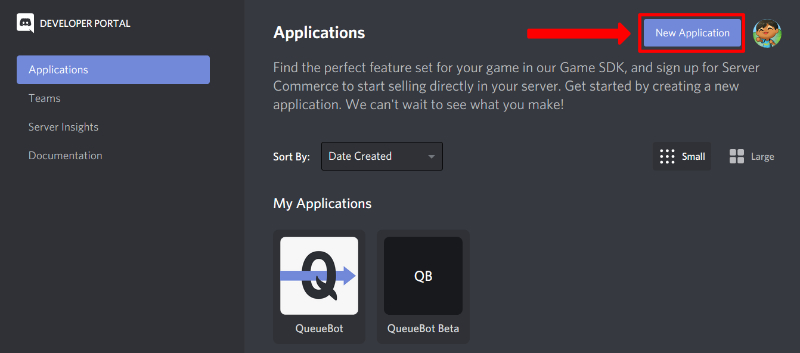 DEVELOPER PORTAL
Applications
Teams
Server Insights
Documentation
Applications
New Application
Find the perfect feature set for your game in our Game SDK, and sign up for Server
Commerce to start selling directly in your server. Get started by creating a new
application. We can't wait to see what you make!
Sort By:
Date Created
Small
Large
My Applications
Q
QB
QueueBot
QueueBot Beta